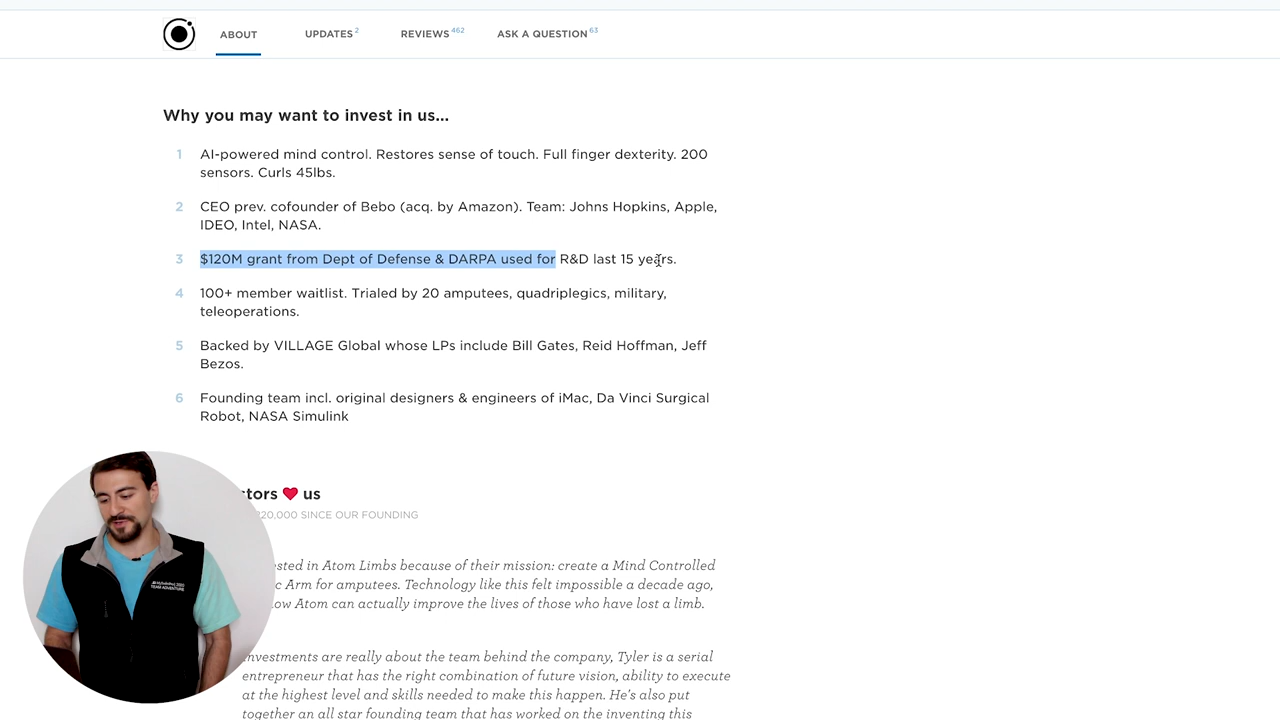 ABOUT
UPDATES 2
REVIEWS 462
ASK A QUESTION 63
Why you may want to invest in us...
1 AI-powered mind control. Restores sense of touch. Full finger dexterity. 200
sensors. Curls 45lbs.
2 CEO prev. cofounder of Bebo (acq. by Amazon). Team: Johns Hopkins, Apple,
IDEO, Intel, NASA.
3 $120M grant from Dept of Defense & DARPA used for R&D last 15 years.
4 100+ member waitlist. Trialed by 20 amputees, quadriplegics, military,
teleoperations.
5 Backed by VILLAGE Global whose LPs include Bill Gates, Reid Hoffman, Jeff
Bezos.
6 Founding team incl. original designers & engineers of iMac, Da Vinci Surgical
Robot, NASA Simulink
stors ❤️ us
20,000 SINCE OUR FOUNDING
ested in Atom Limbs because of their mission: create a Mind Controlled
c Arm for amputees. Technology like this felt impossible a decade ago,
ow Atom can actually improve the lives of those who have lost a limb.
nvestments are really about the team behind the company, Tyler is a serial
entrepreneur that has the right combination of future vision, ability to execute
at the highest level and skills needed to make this happen. He's also put
together an all star founding team that has worked on the inventing this